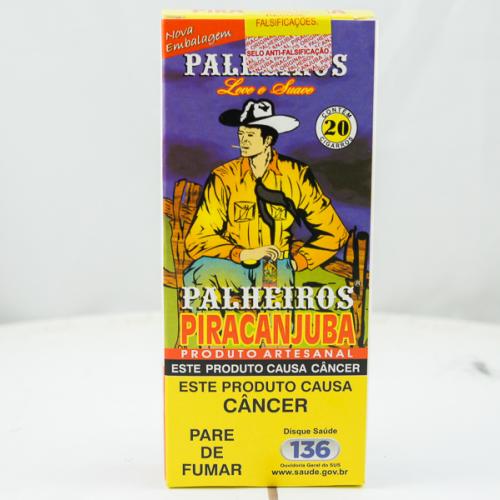 Nova
Embalagem
FALSIFICAÇÕES.
SELO ANTI-FALSIFICAÇÃO
PALHEIROS
Leve e Suave
CONTÉM
20
CIGARROS
PALHEIROS
PIRACANJUBA
PRODUTO ARTESANAL
ESTE PRODUTO CAUSA CÂNCER
ESTE PRODUTO CAUSA
CÂNCER
PARE
DE
FUMAR
Disque Saúde
136
Ouvidoria Geral do SUS
www.saude.gov.br